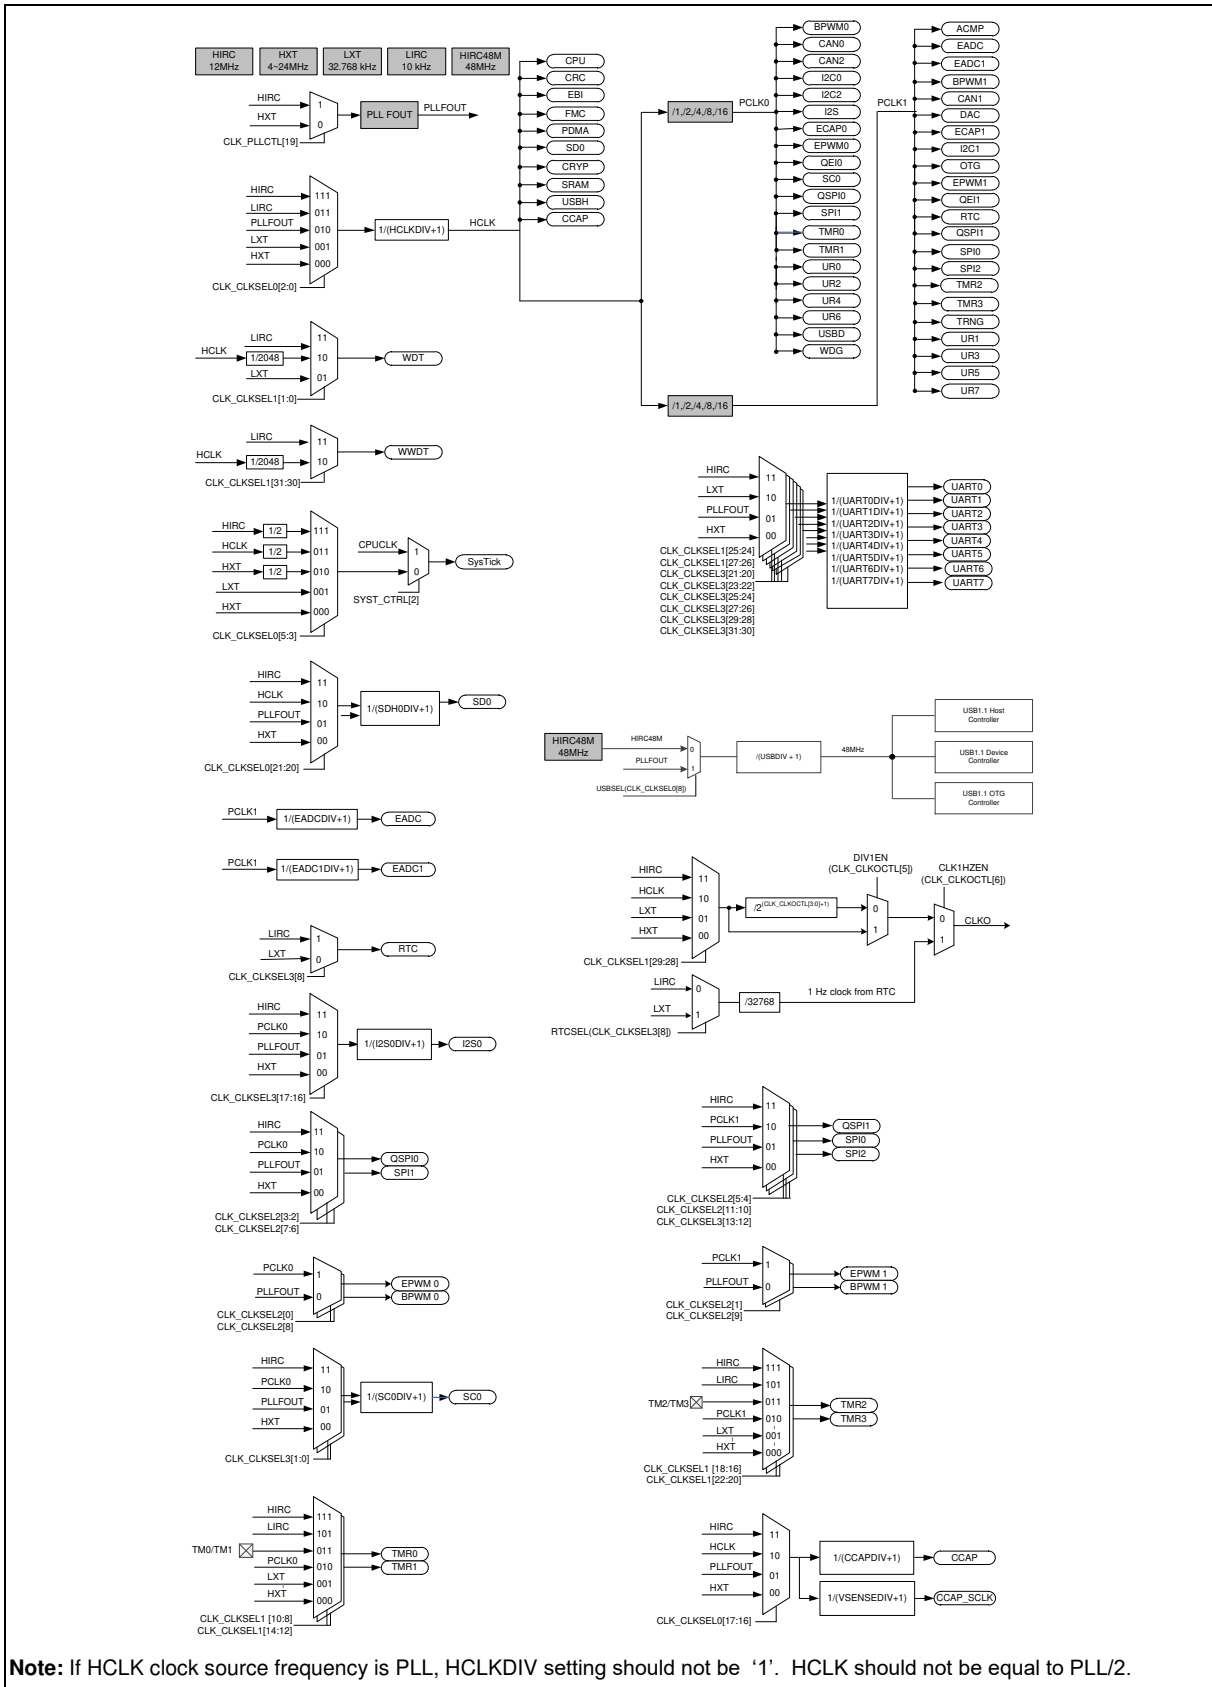 HIRC
12MHz
HXT
4~24MHz
LXT
32.768 kHz
LIRC
10 kHz
HIRC48M
48MHz
HIRC
HXT
1
0
PLL FOUT
PLLFOUT
CLK_PLLCTL[19]
HIRC
LIRC
PLLFOUT
LXT
HXT
111
011
010
001
000
1/(HCLKDIV+1)
HCLK
CLK_CLKSEL0[2:0]
CPU
CRC
EBI
FMC
PDMA
SD0
CRYP
SRAM
USBH
CCAP
/1,/2,/4,/8,/16
PCLK0
BPWM0
CAN0
CAN2
I2C0
I2C2
I2S
ECAP0
EPWM0
QEI0
SC0
QSPI0
SPI1
TMR0
TMR1
UR0
UR2
UR4
UR6
USBD
WDG
/1,/2,/4,/8,/16
PCLK1
ACMP
EADC
EADC1
BPWM1
CAN1
DAC
ECAP1
I2C1
OTG
EPWM1
QEI1
RTC
QSPI1
SPI0
SPI2
TMR2
TMR3
TRNG
UR1
UR3
UR5
UR7
LIRC
HCLK
1/2048
LXT
11
10
01
WDT
CLK_CLKSEL1[1:0]
LIRC
HCLK
1/2048
11
10
WWDT
CLK_CLKSEL1[31:30]
HIRC
1/2
HCLK
1/2
HXT
1/2
LXT
HXT
111
011
010
001
000
CPUCLK
1
0
SysTick
SYST_CTRL[2]
CLK_CLKSEL0[5:3]
HIRC
LXT
PLLFOUT
HXT
11
10
01
00
CLK_CLKSEL1[25:24]
CLK_CLKSEL1[27:26]
CLK_CLKSEL3[21:20]
CLK_CLKSEL3[23:22]
CLK_CLKSEL3[25:24]
CLK_CLKSEL3[27:26]
CLK_CLKSEL3[29:28]
CLK_CLKSEL3[31:30]
1/(UART0DIV+1)
1/(UART1DIV+1)
1/(UART2DIV+1)
1/(UART3DIV+1)
1/(UART4DIV+1)
1/(UART5DIV+1)
1/(UART6DIV+1)
1/(UART7DIV+1)
UART0
UART1
UART2
UART3
UART4
UART5
UART6
UART7
HIRC
HCLK
PLLFOUT
HXT
11
10
01
00
1/(SDH0DIV+1)
SD0
CLK_CLKSEL0[21:20]
HIRC48M
48MHz
HIRC48M
PLLFOUT
0
1
USBSEL(CLK_CLKSEL0[8])
/(USBDIV + 1)
48MHz
USB1.1 Host
Controller
USB1.1 Device
Controller
USB1.1 OTG
Controller
PCLK1
1/(EADCDIV+1)
EADC
PCLK1
1/(EADC1DIV+1)
EADC1
LIRC
LXT
1
0
RTC
CLK_CLKSEL3[8]
HIRC
HCLK
LXT
HXT
11
10
01
00
CLK_CLKSEL1[29:28]
/2(CLK_CLKOCTL[3:0]+1)
DIV1EN
(CLK_CLKOCTL[5])
0
1
CLK1HZEN
(CLK_CLKOCTL[6])
0
1
CLKO
LIRC
LXT
0
1
RTCSEL(CLK_CLKSEL3[8])
/32768
1 Hz clock from RTC
HIRC
PCLK0
PLLFOUT
HXT
11
10
01
00
1/(I2S0DIV+1)
I2S0
CLK_CLKSEL3[17:16]
HIRC
PCLK0
PLLFOUT
HXT
11
10
01
00
QSPI0
SPI1
CLK_CLKSEL2[3:2]
CLK_CLKSEL2[7:6]
HIRC
PCLK1
PLLFOUT
HXT
11
10
01
00
QSPI1
SPI0
SPI2
CLK_CLKSEL2[5:4]
CLK_CLKSEL2[11:10]
CLK_CLKSEL3[13:12]
PCLK0
PLLFOUT
1
0
EPWM 0
BPWM 0
CLK_CLKSEL2[0]
CLK_CLKSEL2[8]
PCLK1
PLLFOUT
1
0
EPWM 1
BPWM 1
CLK_CLKSEL2[1]
CLK_CLKSEL2[9]
HIRC
PCLK0
PLLFOUT
HXT
11
10
01
00
1/(SC0DIV+1)
SC0
CLK_CLKSEL3[1:0]
HIRC
LIRC
TM2/TM3
PCLK1
LXT
HXT
111
101
011
010
001
000
TMR2
TMR3
CLK_CLKSEL1 [18:16]
CLK_CLKSEL1[22:20]
HIRC
LIRC
TM0/TM1
PCLK0
LXT
HXT
111
101
011
010
001
000
TMR0
TMR1
CLK_CLKSEL1 [10:8]
CLK_CLKSEL1[14:12]
HIRC
HCLK
PLLFOUT
HXT
11
10
01
00
1/(CCAPDIV+1)
CCAP
1/(VSENSEDIV+1)
CCAP_SCLK
CLK_CLKSEL0[17:16]
Note: If HCLK clock source frequency is PLL, HCLKDIV setting should not be ‘1’. HCLK should not be equal to PLL/2.